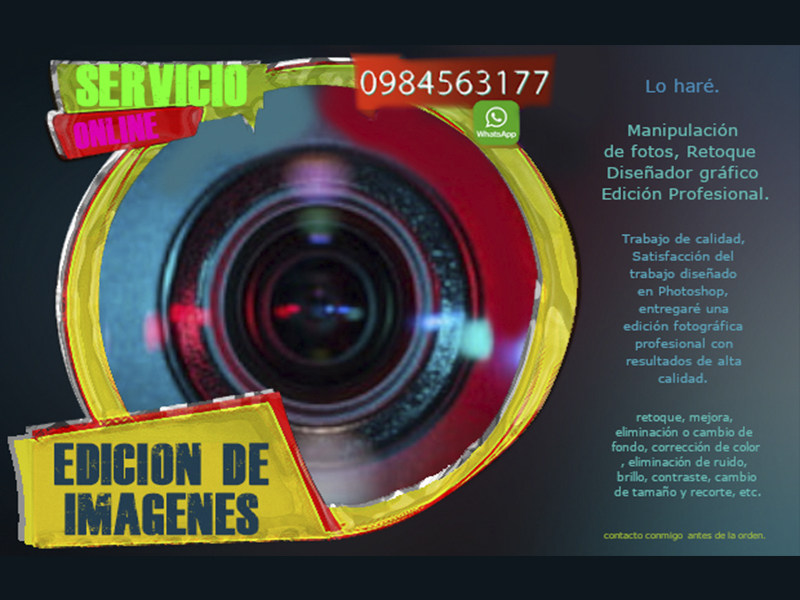 SERVICIO
ONLINE
0984563177
WhatsApp
EDICION DE
IMAGENES
Lo haré.
Manipulación
de fotos, Retoque
Diseñador gráfico
Edición Profesional.
Trabajo de calidad,
Satisfacción del
trabajo diseñado
en Photoshop,
entregaré una
edición fotográfica
profesional con
resultados de alta
calidad.
retoque, mejora,
eliminación o cambio de
fondo, corrección de color
, eliminación de ruido,
brillo, contraste, cambio
de tamaño y recorte, etc.
contacto conmigo antes de la orden.